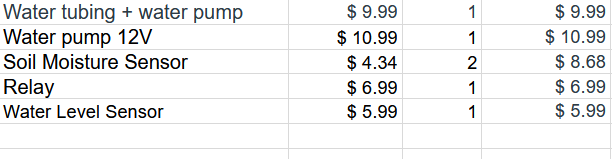 Water tubing + water pump $ 9.99 1 $ 9.99
Water pump 12V $ 10.99 1 $ 10.99
Soil Moisture Sensor $ 4.34 2 $ 8.68
Relay $ 6.99 1 $ 6.99
Water Level Sensor $ 5.99 1 $ 5.99